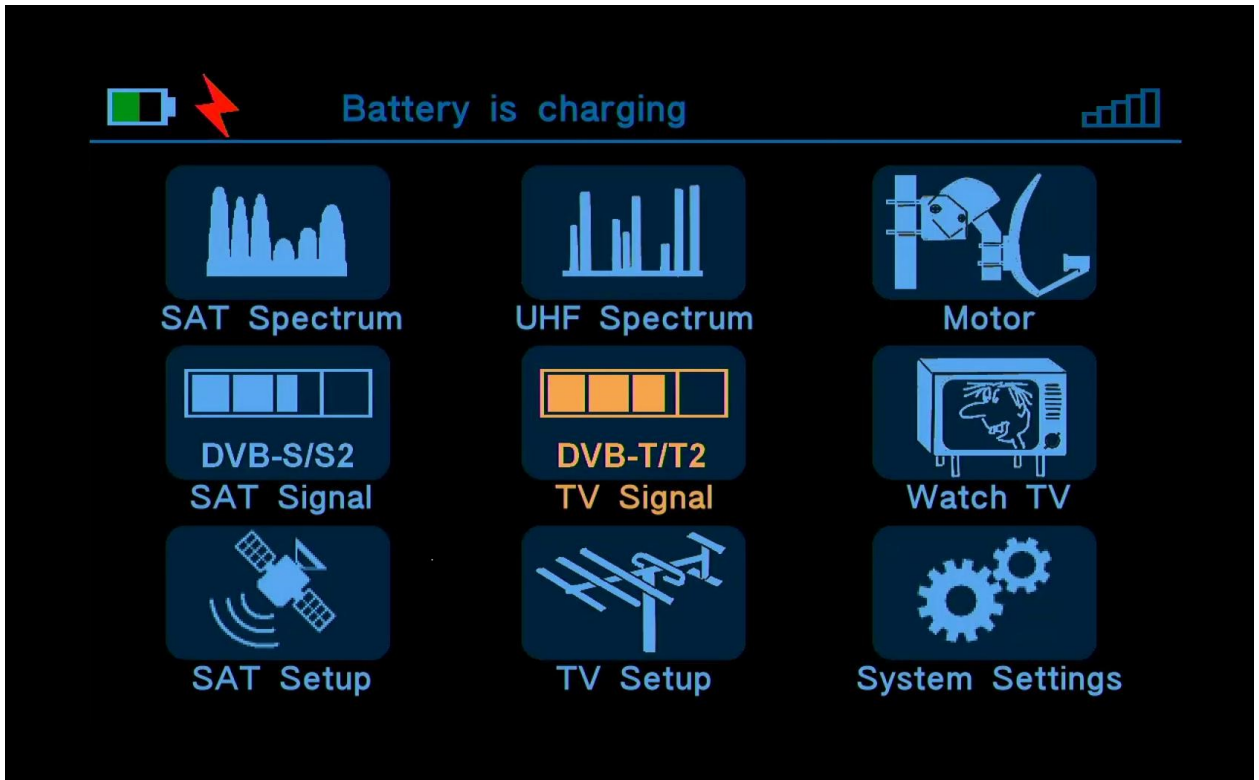 Battery is charging
SAT Spectrum
UHF Spectrum
Motor
DVB-S/S2
SAT Signal
DVB-T/T2
TV Signal
Watch TV
SAT Setup
TV Setup
System Settings